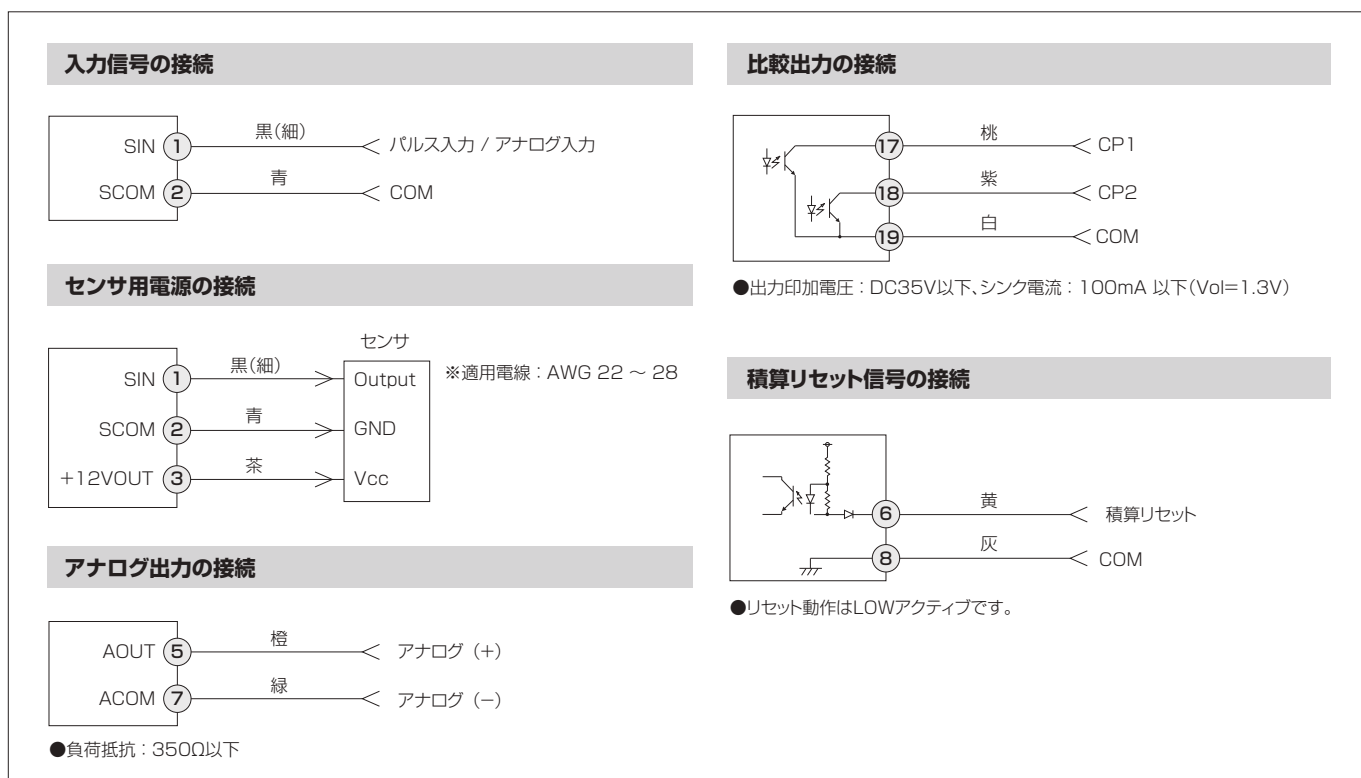 入力信号の接続
黒(細)
SIN 1 パルス入力 / アナログ入力
青
SCOM 2 COM
センサ用電源の接続
センサ
黒(細)
SIN 1 Output ※適用電線：AWG 22 ～ 28
青
SCOM 2 GND
茶
+12VOUT 3 Vcc
アナログ出力の接続
橙
AOUT 5 アナログ (+)
緑
ACOM 7 アナログ (−)
●負荷抵抗：350Ω以下
比較出力の接続
桃
17 CP1
紫
18 CP2
白
19 COM
●出力印加電圧：DC35V以下、シンク電流：100mA 以下(Vol=1.3V)
積算リセット信号の接続
黄
6 積算リセット
灰
8 COM
●リセット動作はLOWアクティブです。